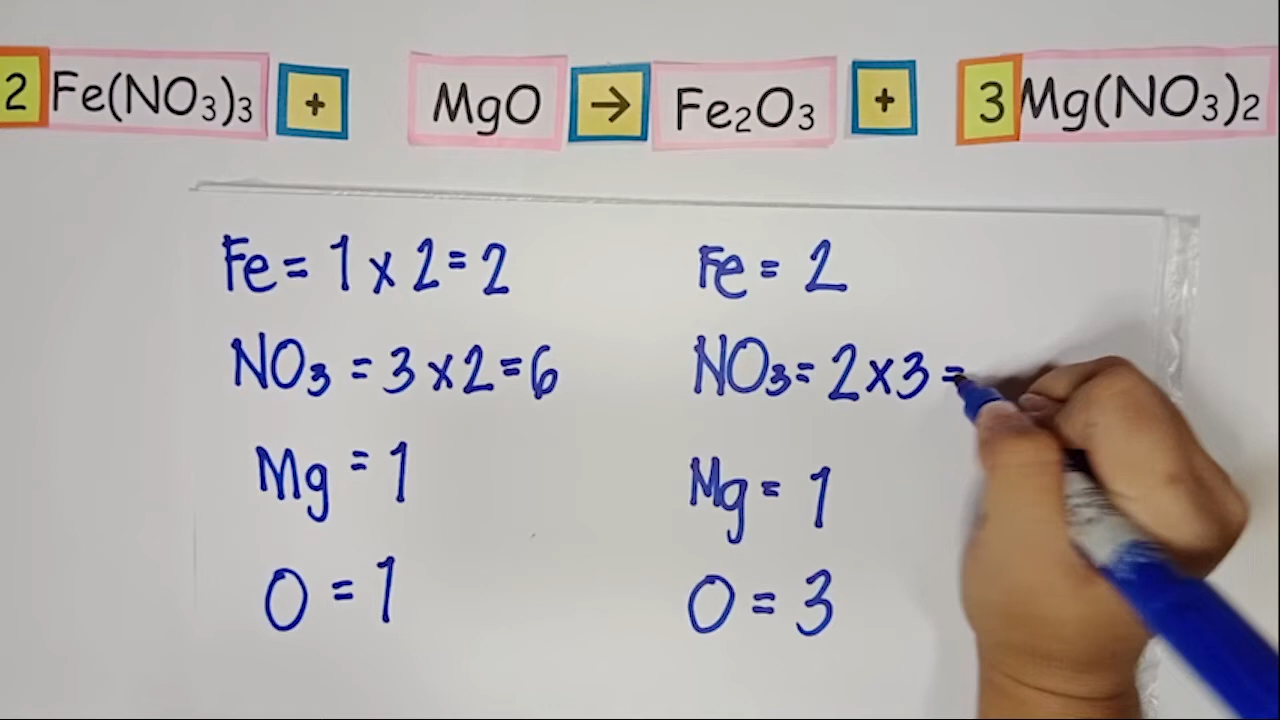 2 Fe(NO₃)₃ + MgO → Fe₂O₃ + 3 Mg(NO₃)₂
Fe = 1 x 2 = 2 Fe = 2
NO₃ = 3 x 2 = 6 NO₃ = 2 x 3 =
Mg = 1 Mg = 1
O = 1 O = 3